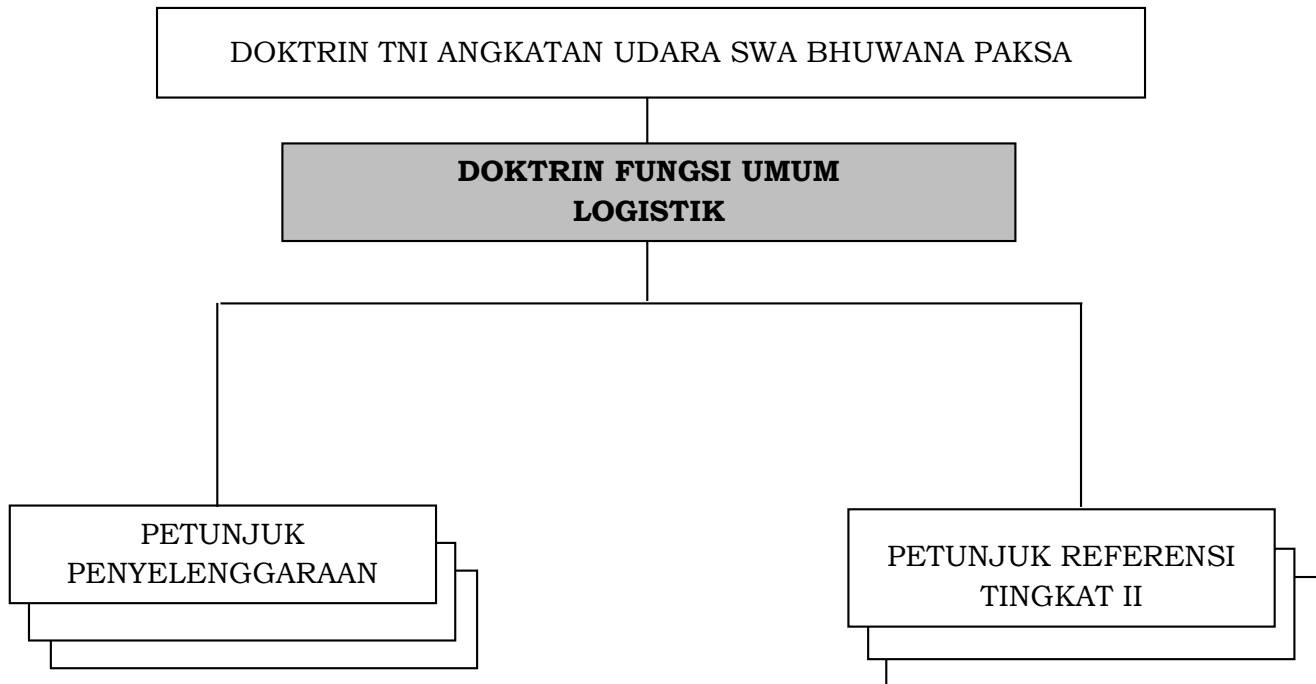 DOKTRIN TNI ANGKATAN UDARA SWA BHUWANA PAKSA
DOKTRIN FUNGSI UMUM
LOGISTIK
PETUNJUK
PENYELENGGARAAN
PETUNJUK REFERENSI
TINGKAT II